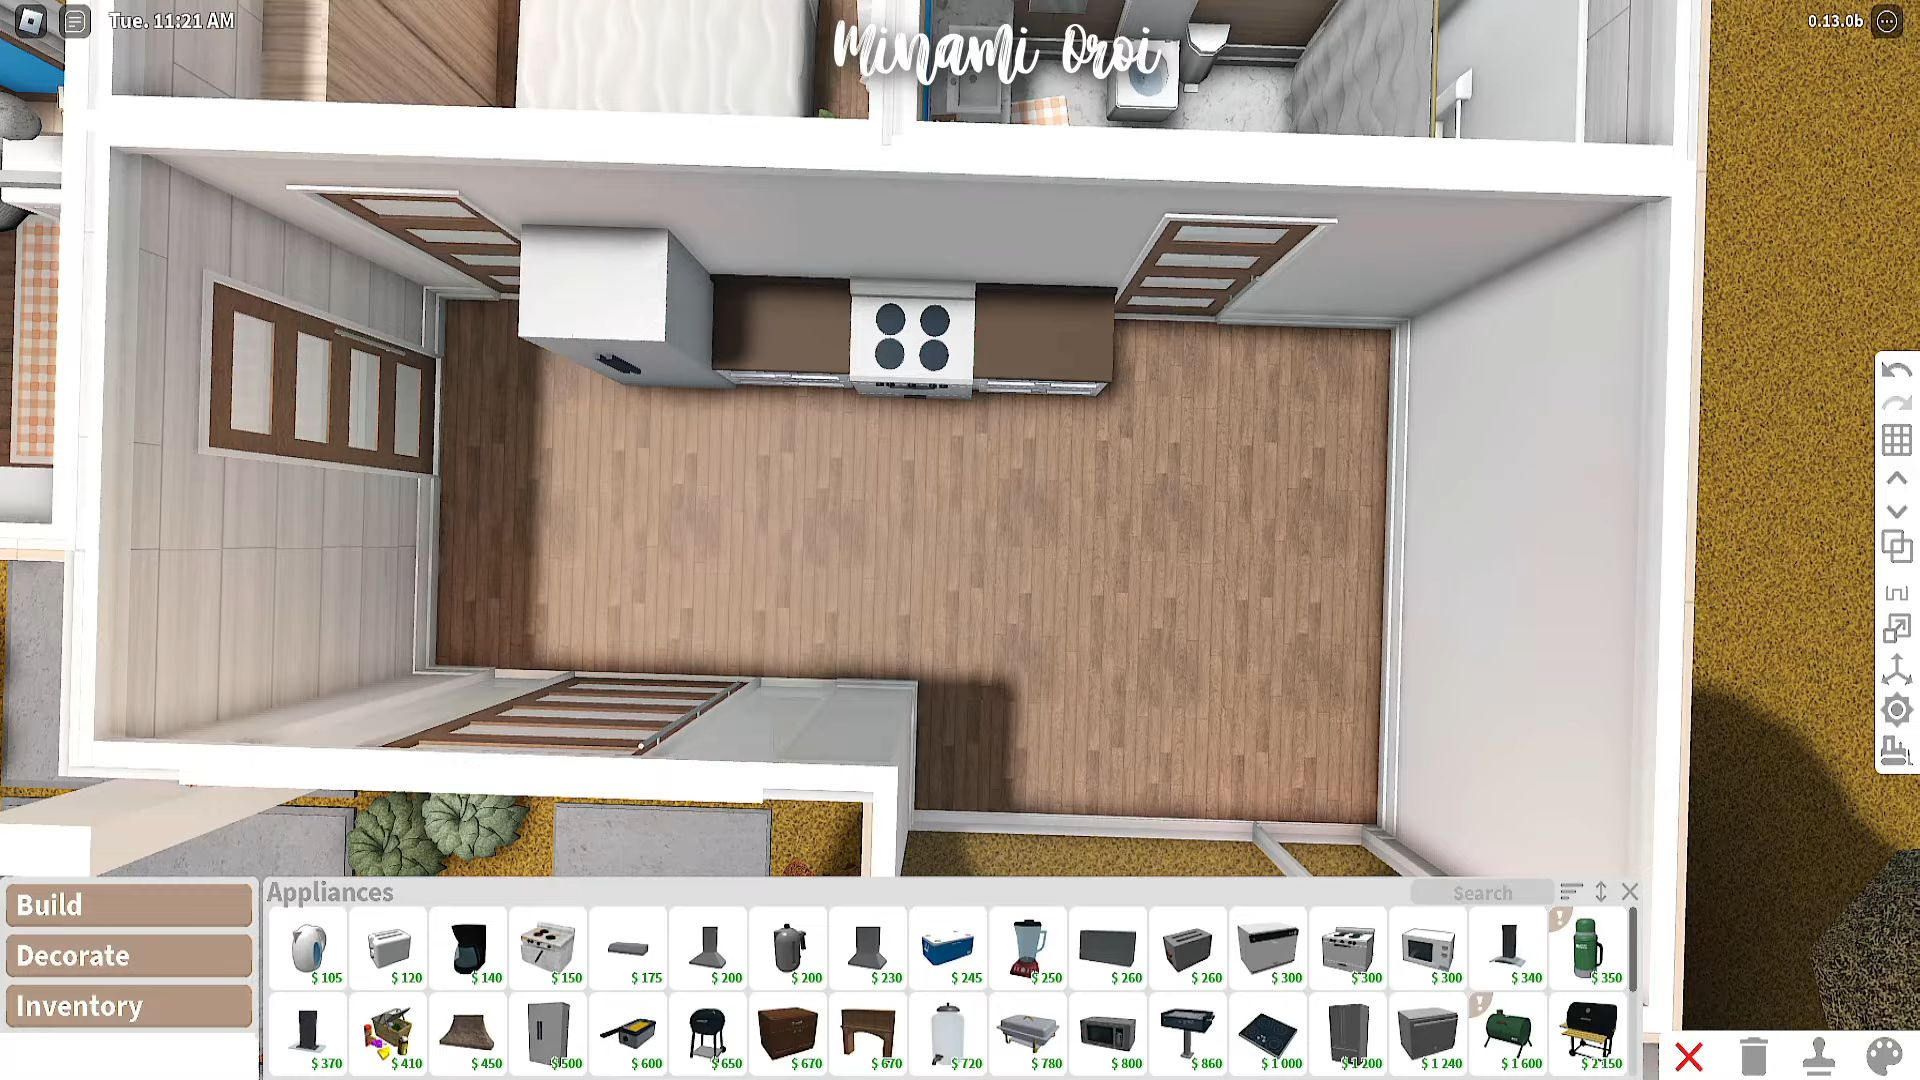 Tue. 11:21 AM
Minami Oroi
0.13.0b
Build
Decorate
Inventory
Appliances
Search
$ 105
$ 120
$ 140
$ 150
$ 175
$ 200
$ 200
$ 230
$ 245
$ 250
$ 260
$ 260
$ 300
$ 300
$ 300
$ 340
$ 350
$ 370
$ 410
$ 450
$ 500
$ 600
$ 650
$ 670
$ 670
$ 720
$ 780
$ 800
$ 860
$ 1 000
$ 1 200
$ 1 240
$ 1 600
$ 2 150